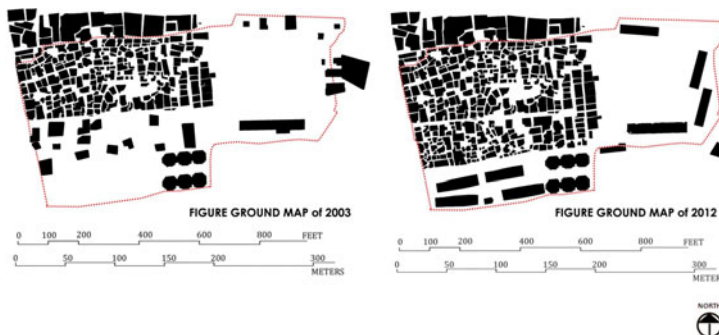 FIGURE GROUND MAP of 2003
0 100 200 400 600 800 FEET
0 50 100 150 200 300
METERS
FIGURE GROUND MAP of 2012
0 100 200 400 600 800 FEET
0 50 100 150 200 300
METER
NORTH